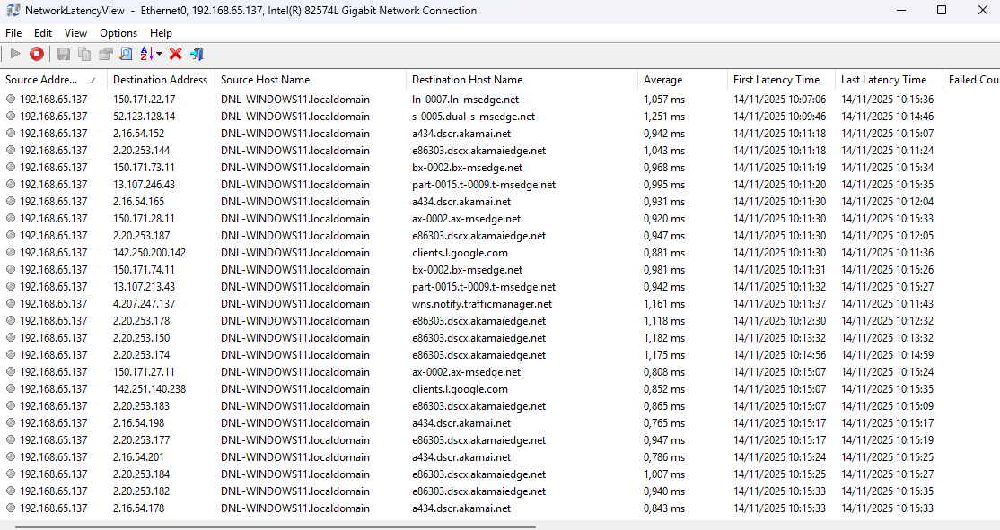 NetworkLatencyView - Ethernet0, 192.168.65.137, Intel(R) 82574L Gigabit Network Connection
File Edit View Options Help
Source Addre... Destination Address Source Host Name Destination Host Name Average First Latency Time Last Latency Time Failed Cou
192.168.65.137 150.171.22.17 DNL-WINDOWS11.localdomain ln-0007.ln-msedge.net 1,057 ms 14/11/2025 10:07:06 14/11/2025 10:15:36
192.168.65.137 52.123.128.14 DNL-WINDOWS11.localdomain s-0005.dual-s-msedge.net 1,251 ms 14/11/2025 10:09:46 14/11/2025 10:14:46
192.168.65.137 2.16.54.152 DNL-WINDOWS11.localdomain a434.dscr.akamai.net 0,942 ms 14/11/2025 10:11:18 14/11/2025 10:15:07
192.168.65.137 2.20.253.144 DNL-WINDOWS11.localdomain e86303.dscx.akamaiedge.net 1,043 ms 14/11/2025 10:11:18 14/11/2025 10:11:24
192.168.65.137 150.171.73.11 DNL-WINDOWS11.localdomain bx-0002.bx-msedge.net 0,968 ms 14/11/2025 10:11:19 14/11/2025 10:15:34
192.168.65.137 13.107.246.43 DNL-WINDOWS11.localdomain part-0015.t-0009.t-msedge.net 0,995 ms 14/11/2025 10:11:20 14/11/2025 10:15:35
192.168.65.137 2.16.54.165 DNL-WINDOWS11.localdomain a434.dscr.akamai.net 0,931 ms 14/11/2025 10:11:30 14/11/2025 10:12:04
192.168.65.137 150.171.28.11 DNL-WINDOWS11.localdomain ax-0002.ax-msedge.net 0,920 ms 14/11/2025 10:11:30 14/11/2025 10:15:33
192.168.65.137 2.20.253.187 DNL-WINDOWS11.localdomain e86303.dscx.akamaiedge.net 0,947 ms 14/11/2025 10:11:30 14/11/2025 10:12:05
192.168.65.137 142.250.200.142 DNL-WINDOWS11.localdomain clients.l.google.com 0,881 ms 14/11/2025 10:11:30 14/11/2025 10:11:36
192.168.65.137 150.171.74.11 DNL-WINDOWS11.localdomain bx-0002.bx-msedge.net 0,981 ms 14/11/2025 10:11:31 14/11/2025 10:15:26
192.168.65.137 13.107.213.43 DNL-WINDOWS11.localdomain part-0015.t-0009.t-msedge.net 0,942 ms 14/11/2025 10:11:32 14/11/2025 10:15:27
192.168.65.137 4.207.247.137 DNL-WINDOWS11.localdomain wns.notify.trafficmanager.net 1,161 ms 14/11/2025 10:11:37 14/11/2025 10:11:43
192.168.65.137 2.20.253.178 DNL-WINDOWS11.localdomain e86303.dscx.akamaiedge.net 1,118 ms 14/11/2025 10:12:30 14/11/2025 10:12:32
192.168.65.137 2.20.253.150 DNL-WINDOWS11.localdomain e86303.dscx.akamaiedge.net 1,182 ms 14/11/2025 10:13:32 14/11/2025 10:13:32
192.168.65.137 2.20.253.174 DNL-WINDOWS11.localdomain e86303.dscx.akamaiedge.net 1,175 ms 14/11/2025 10:14:56 14/11/2025 10:14:59
192.168.65.137 150.171.27.11 DNL-WINDOWS11.localdomain ax-0002.ax-msedge.net 0,808 ms 14/11/2025 10:15:07 14/11/2025 10:15:24
192.168.65.137 142.251.140.238 DNL-WINDOWS11.localdomain clients.l.google.com 0,852 ms 14/11/2025 10:15:07 14/11/2025 10:15:35
192.168.65.137 2.20.253.183 DNL-WINDOWS11.localdomain e86303.dscx.akamaiedge.net 0,865 ms 14/11/2025 10:15:07 14/11/2025 10:15:09
192.168.65.137 2.16.54.198 DNL-WINDOWS11.localdomain a434.dscr.akamai.net 0,765 ms 14/11/2025 10:15:17 14/11/2025 10:15:17
192.168.65.137 2.20.253.177 DNL-WINDOWS11.localdomain e86303.dscx.akamaiedge.net 0,947 ms 14/11/2025 10:15:17 14/11/2025 10:15:19
192.168.65.137 2.16.54.201 DNL-WINDOWS11.localdomain a434.dscr.akamai.net 0,786 ms 14/11/2025 10:15:24 14/11/2025 10:15:25
192.168.65.137 2.20.253.184 DNL-WINDOWS11.localdomain e86303.dscx.akamaiedge.net 1,007 ms 14/11/2025 10:15:25 14/11/2025 10:15:27
192.168.65.137 2.20.253.182 DNL-WINDOWS11.localdomain e86303.dscx.akamaiedge.net 0,940 ms 14/11/2025 10:15:33 14/11/2025 10:15:35
192.168.65.137 2.16.54.178 DNL-WINDOWS11.localdomain a434.dscr.akamai.net 0,843 ms 14/11/2025 10:15:33 14/11/2025 10:15:33